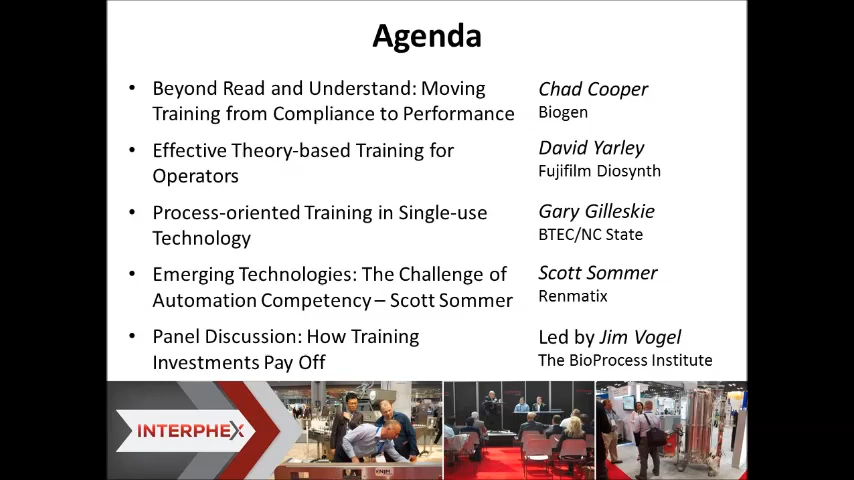 Agenda
• Beyond Read and Understand: Moving
Training from Compliance to Performance
Chad Cooper
Biogen
• Effective Theory-based Training for
Operators
David Yarley
Fujifilm Diosynth
• Process-oriented Training in Single-use
Technology
Gary Gilleskie
BTEC/NC State
• Emerging Technologies: The Challenge of
Automation Competency – Scott Sommer
Scott Sommer
Renmatix
• Panel Discussion: How Training
Investments Pay Off
Led by Jim Vogel
The BioProcess Institute
INTERPHEX